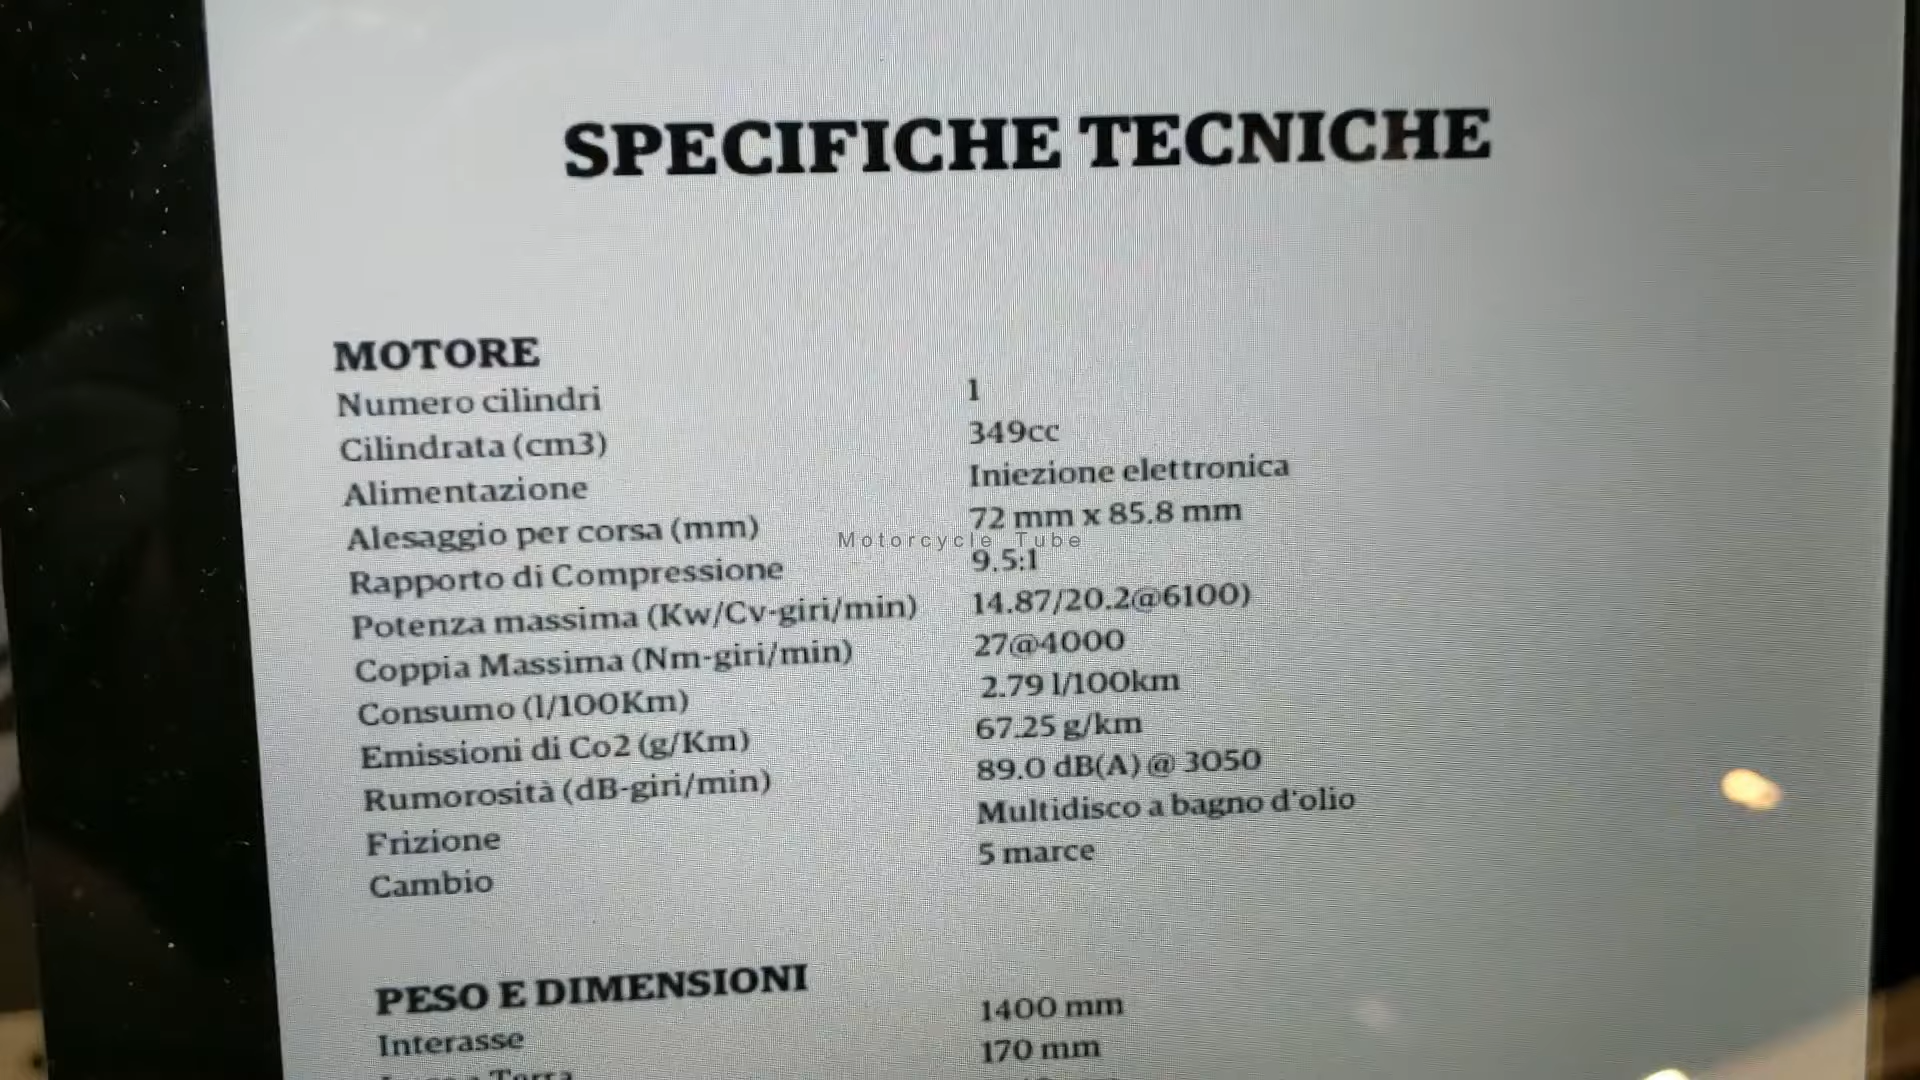 SPECIFICHE TECNICHE
MOTORE
Numero cilindri 1
Cilindrata (cm3) 349cc
Alimentazione Iniezione elettronica
Alesaggio per corsa (mm) 72 mm x 85.8 mm
Motorcycle Tube
Rapporto di Compressione 9.5:1
Potenza massima (Kw/Cv-giri/min) 14.87/20.2@6100)
Coppia Massima (Nm-giri/min) 27@4000
Consumo (l/100Km) 2.79 l/100km
Emissioni di Co2 (g/Km) 67.25 g/km
Rumorosità (dB-giri/min) 89.0 dB(A) @ 3050
Frizione Multidisco a bagno d'olio
Cambio 5 marce
PESO E DIMENSIONI
Interasse 1400 mm
170 mm